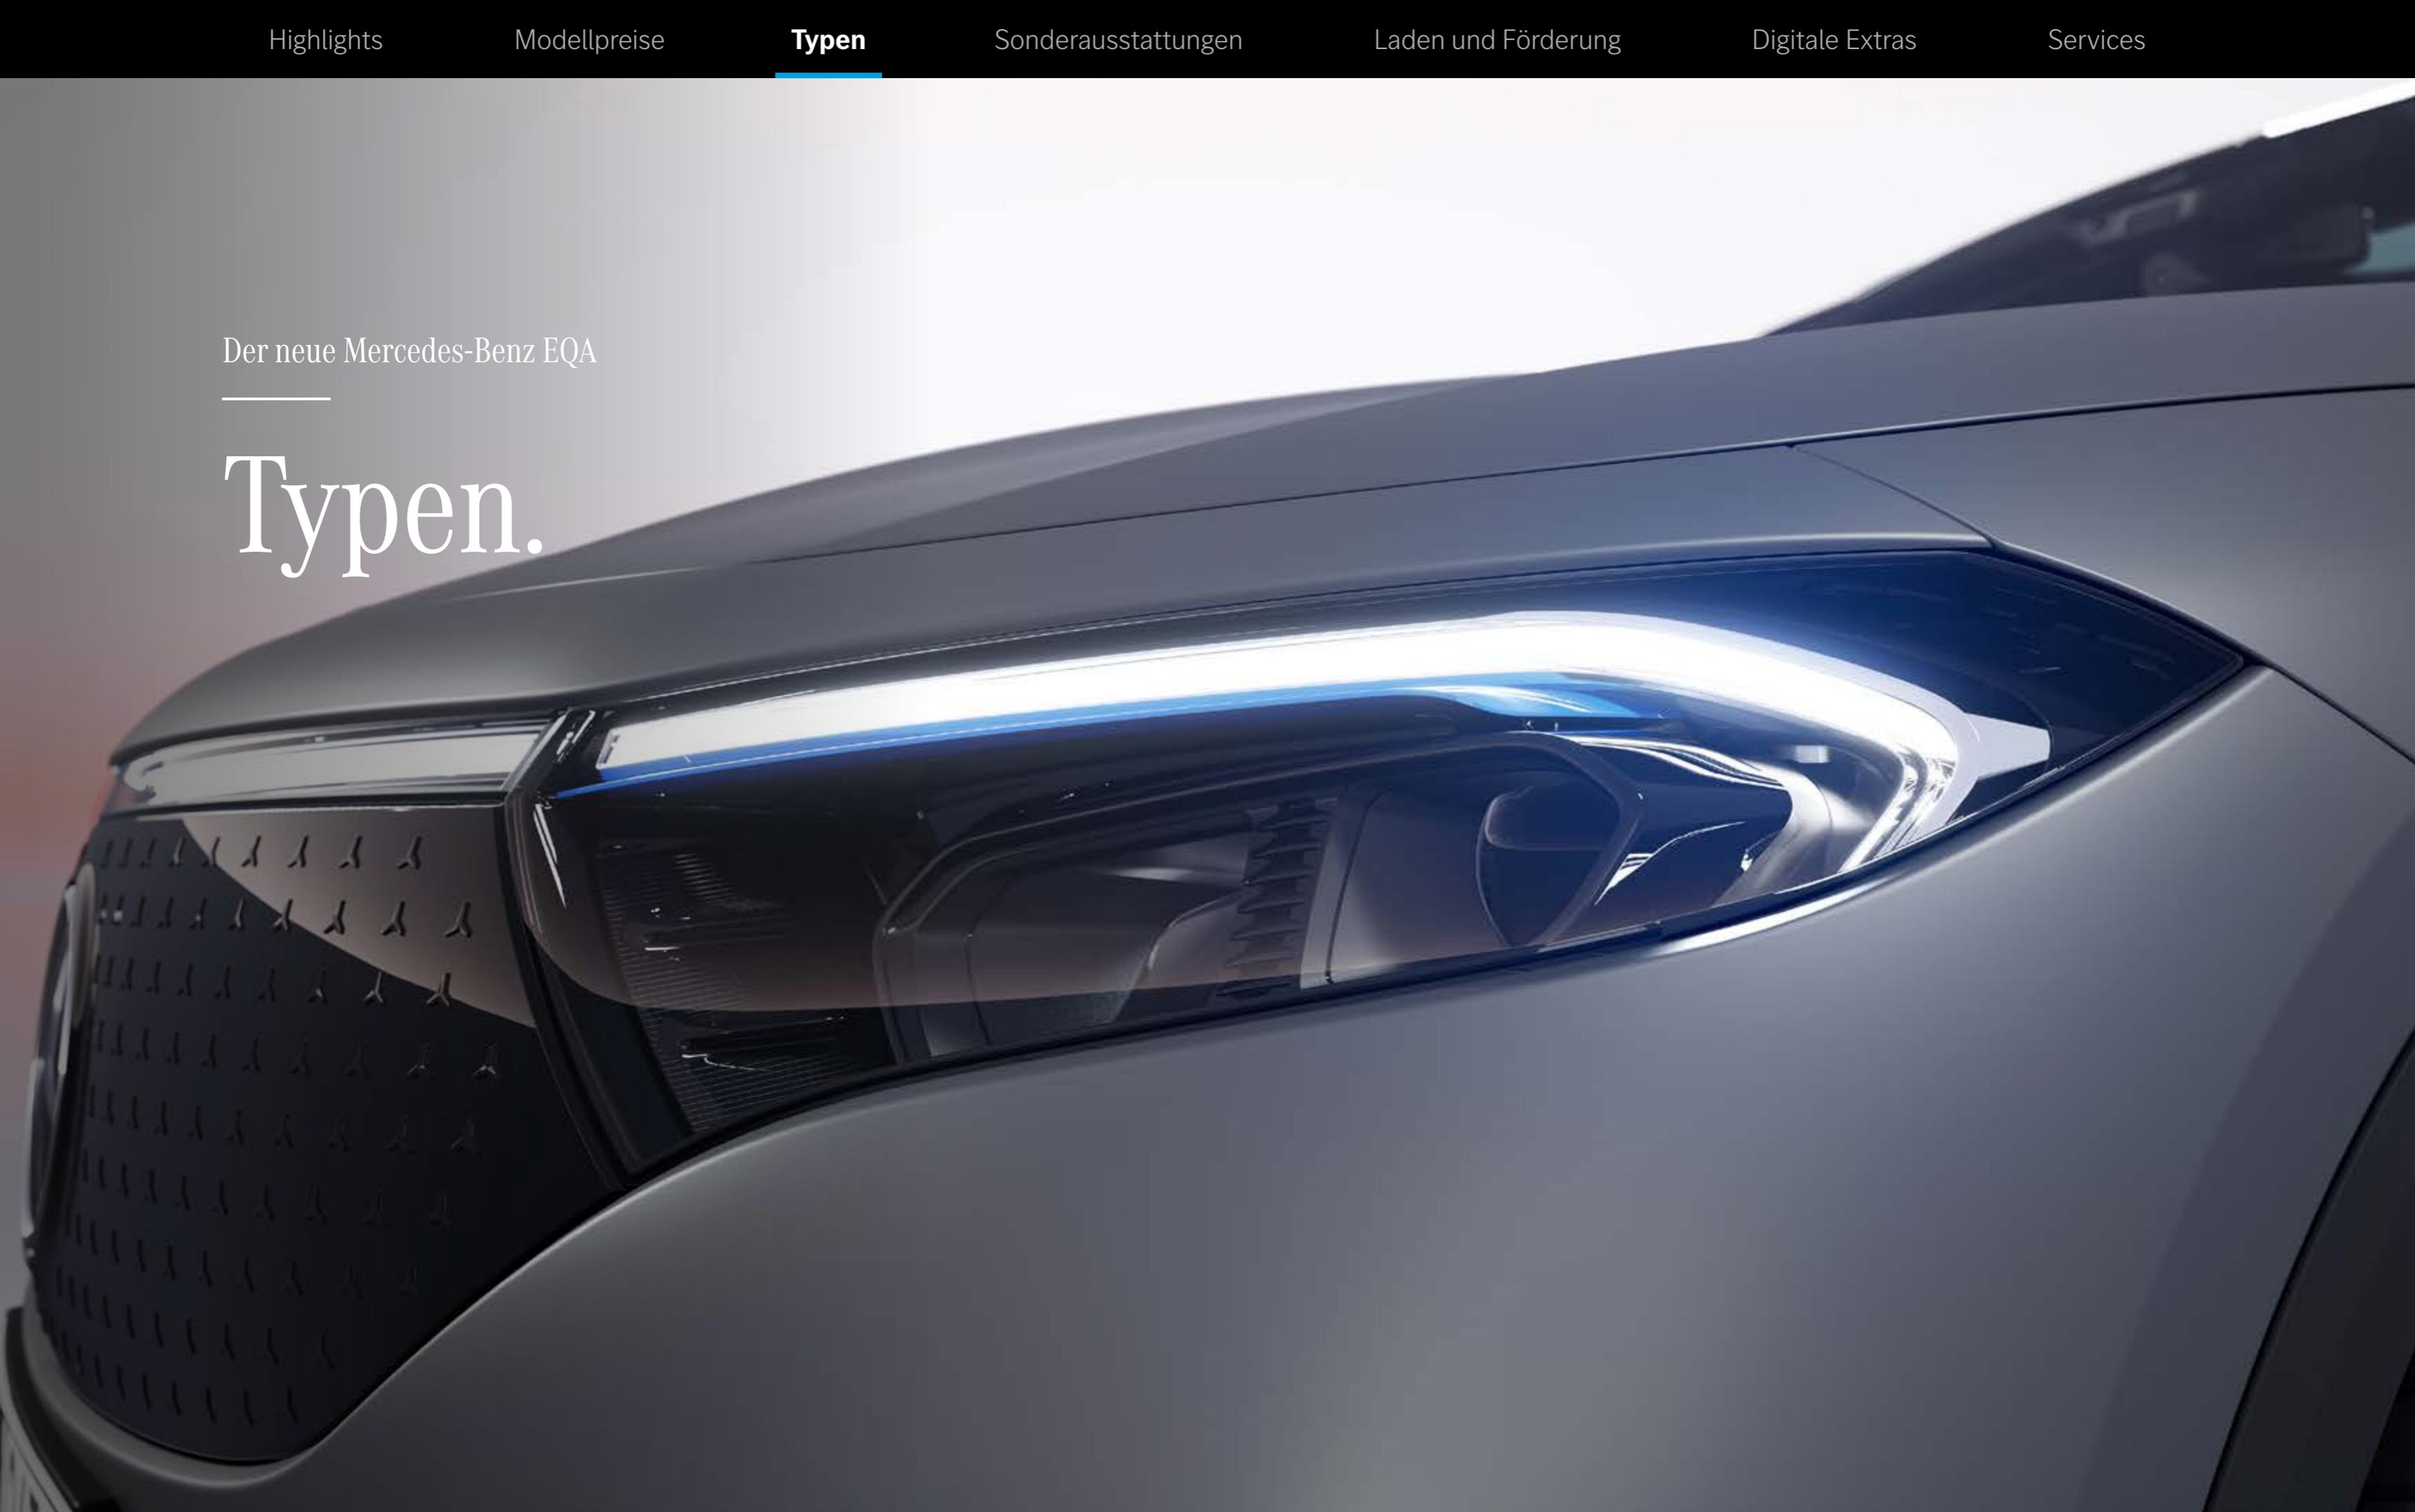 Highlights Modellpreise Typen Sonderausstattungen Laden und Förderung Digitale Extras Services
Der neue Mercedes-Benz EQA
Typen.